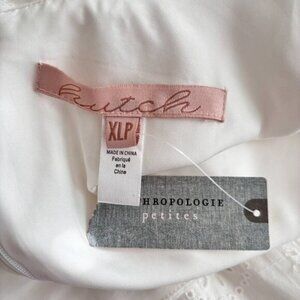 hutch
XLP
MADE IN CHINA
Fabriqué
en la
Chine
HROPOLOGIE
petites